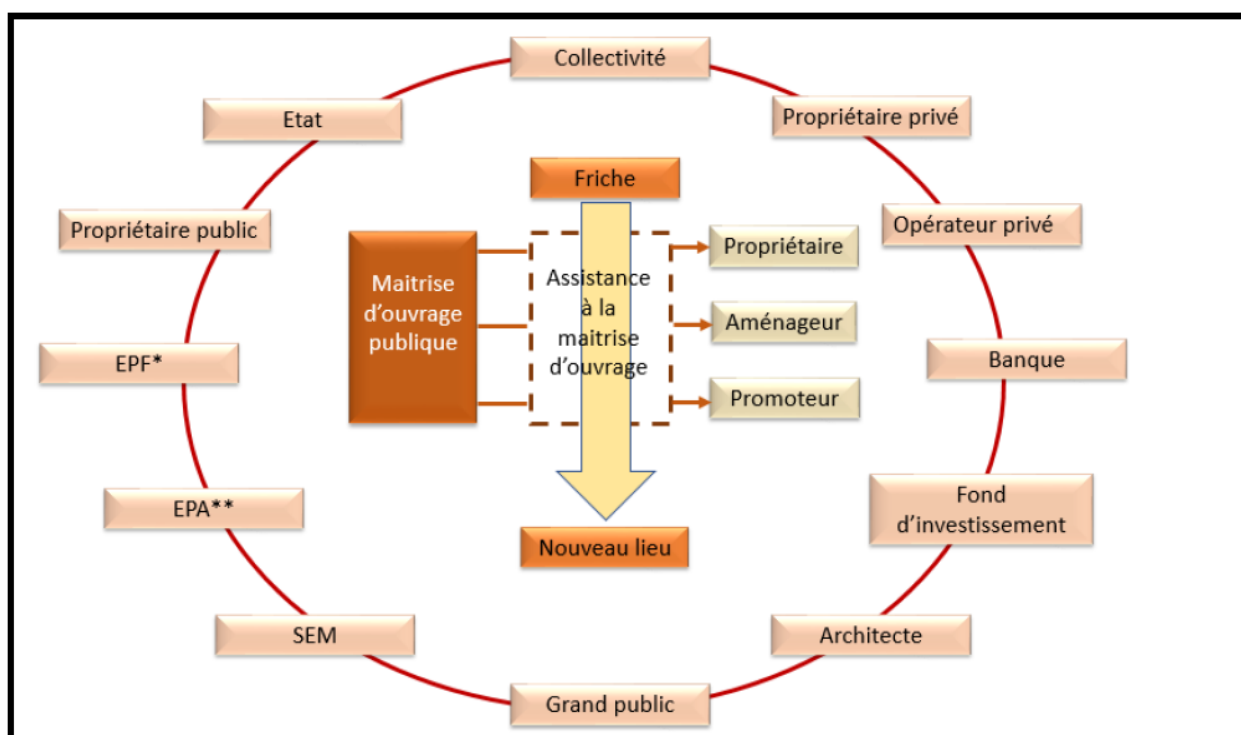 Collectivité
Etat
Propriétaire privé
Friche
Propriétaire public
Opérateur privé
Maitrise
d'ouvrage
publique
Assistance
à la
maitrise
d'ouvrage
Propriétaire
Aménageur
Promoteur
EPF*
Banque
EPA**
Fond
d'investissement
Nouveau lieu
SEM
Architecte
Grand public